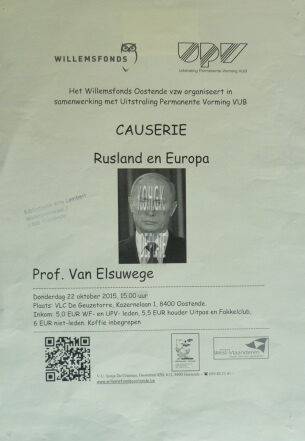 WILLEMSFONDS
UPV
Uitstraling Permanente Vorming VUB
Het Willemsfonds Oostende vzw organiseert in
samenwerking met Uitstraling Permanente Vorming VUB
CAUSERIE
Rusland en Europa
Prof. Van Elsuwege
Donderdag 22 oktober 2015, 15.00 uur
Plaats: VLC De Geuzetorre, Kazernelaan 1, 8400 Oostende.
Inkom: 5,0 EUR WF- en UPV- leden, 5,5 EUR houder Uitpas en Fakkelclub,
6 EUR niet-leden. Koffie inbegrepen
West-Vlaanderen
www.willemsfondsoostende.be